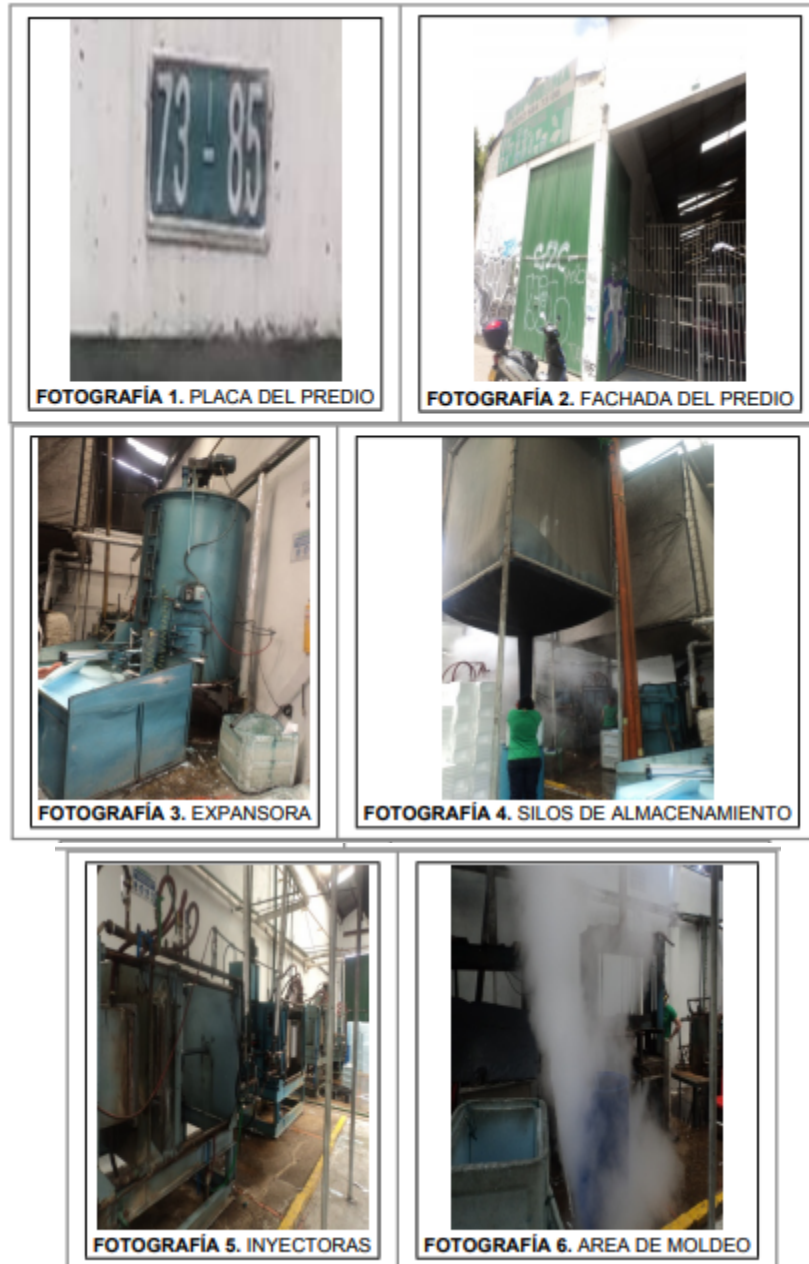 73-85
FOTOGRAFÍA 1. PLACA DEL PREDIO
FOTOGRAFÍA 2. FACHADA DEL PREDIO
FOTOGRAFÍA 3. EXPANSORA
FOTOGRAFÍA 4. SILOS DE ALMACENAMIENTO
FOTOGRAFÍA 5. INYECTORAS
FOTOGRAFÍA 6. AREA DE MOLDEO